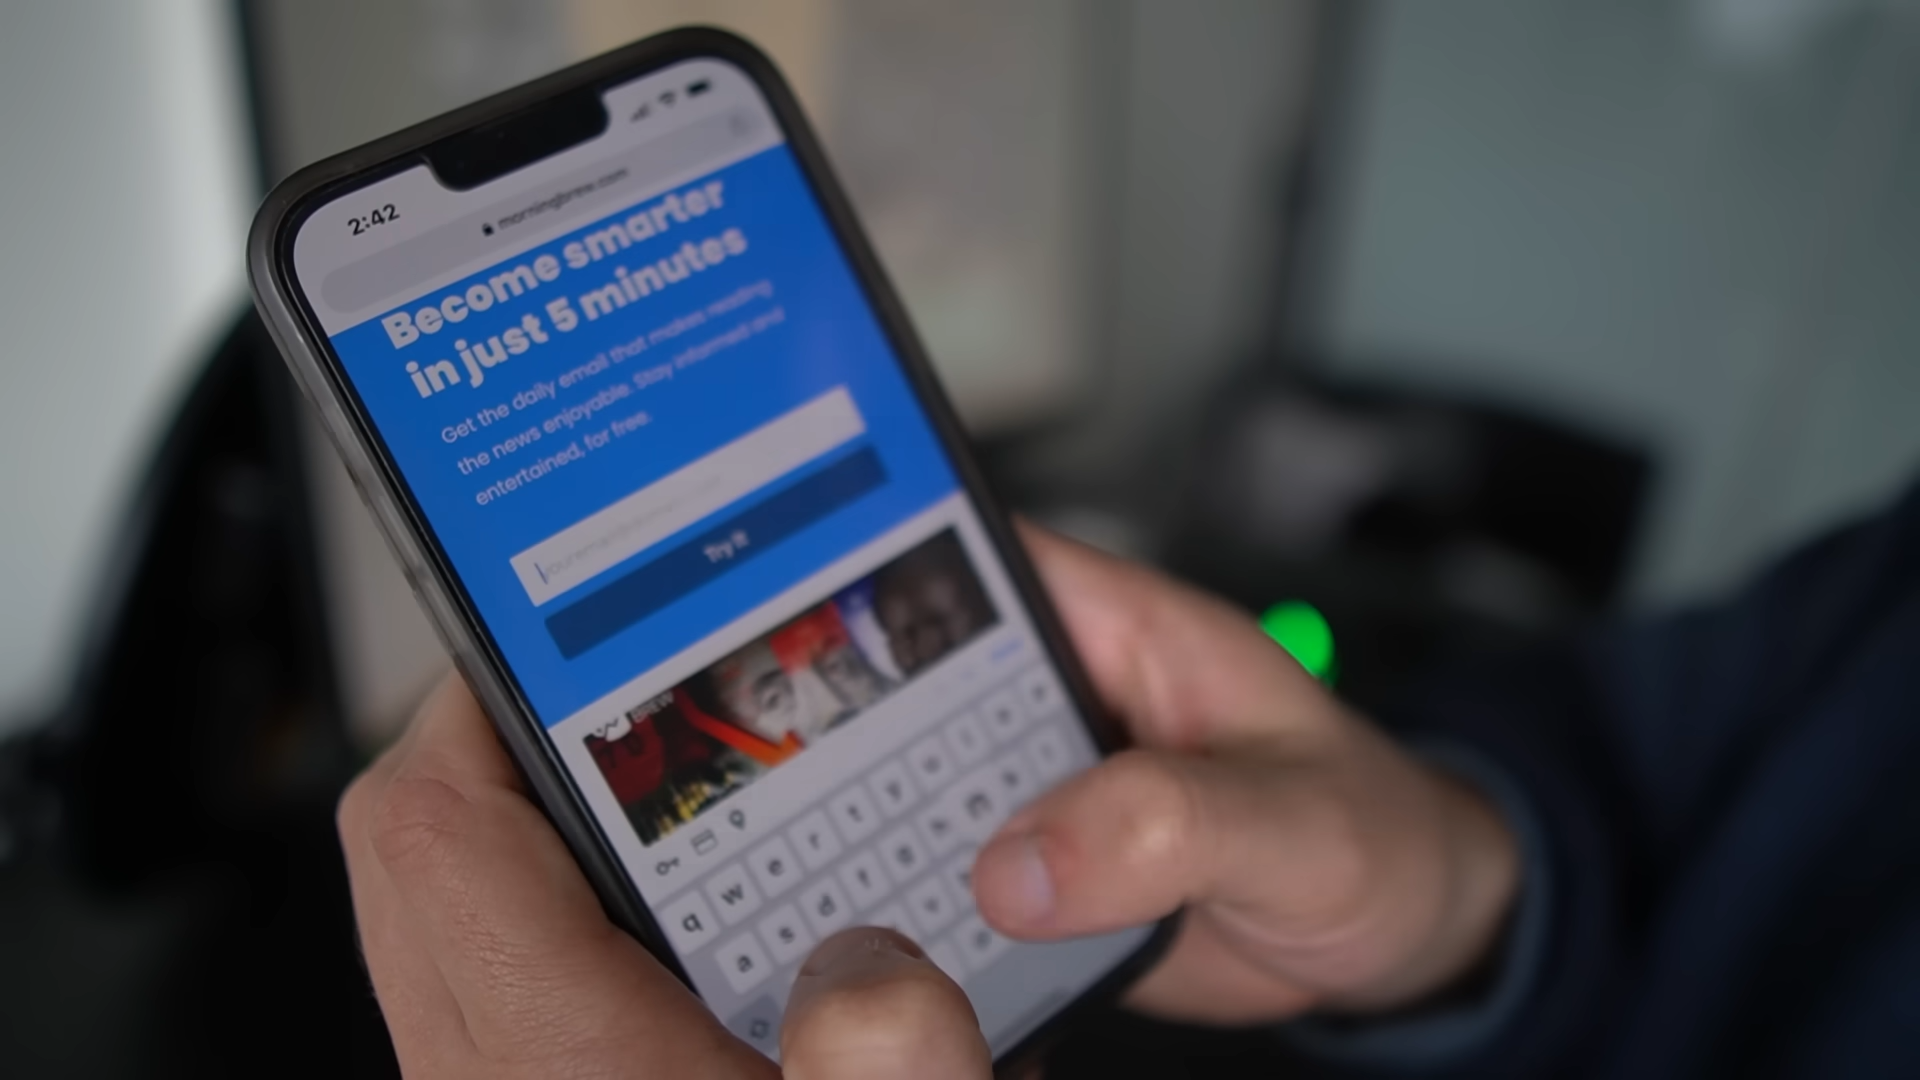 2:42
morningbrew.com
Become smarter
in just 5 minutes
Get the daily email that makes reading
the news enjoyable. Stay informed and
entertained, for free.
Try it
BREW
q w e r t y u i o p
a s d f g h j k l
v